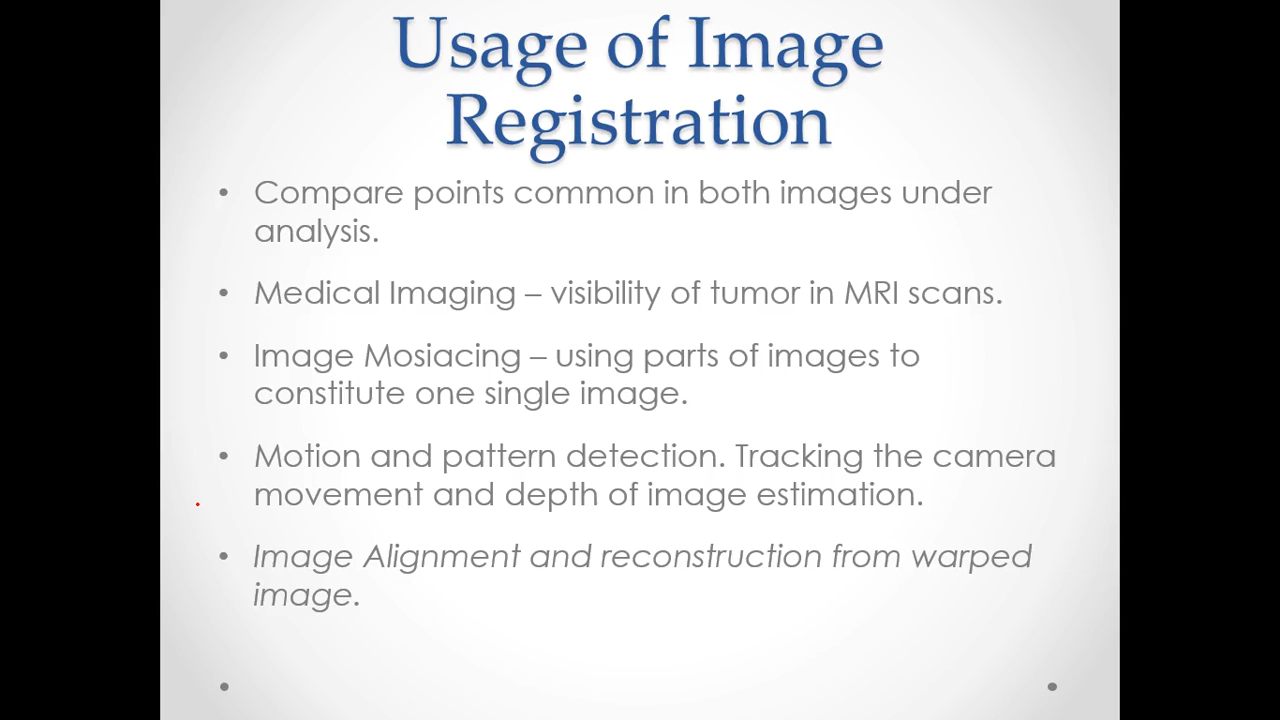 Usage of Image
Registration
• Compare points common in both images under
analysis.
• Medical Imaging – visibility of tumor in MRI scans.
• Image Mosiacing – using parts of images to
constitute one single image.
• Motion and pattern detection. Tracking the camera
movement and depth of image estimation.
• Image Alignment and reconstruction from warped
image.